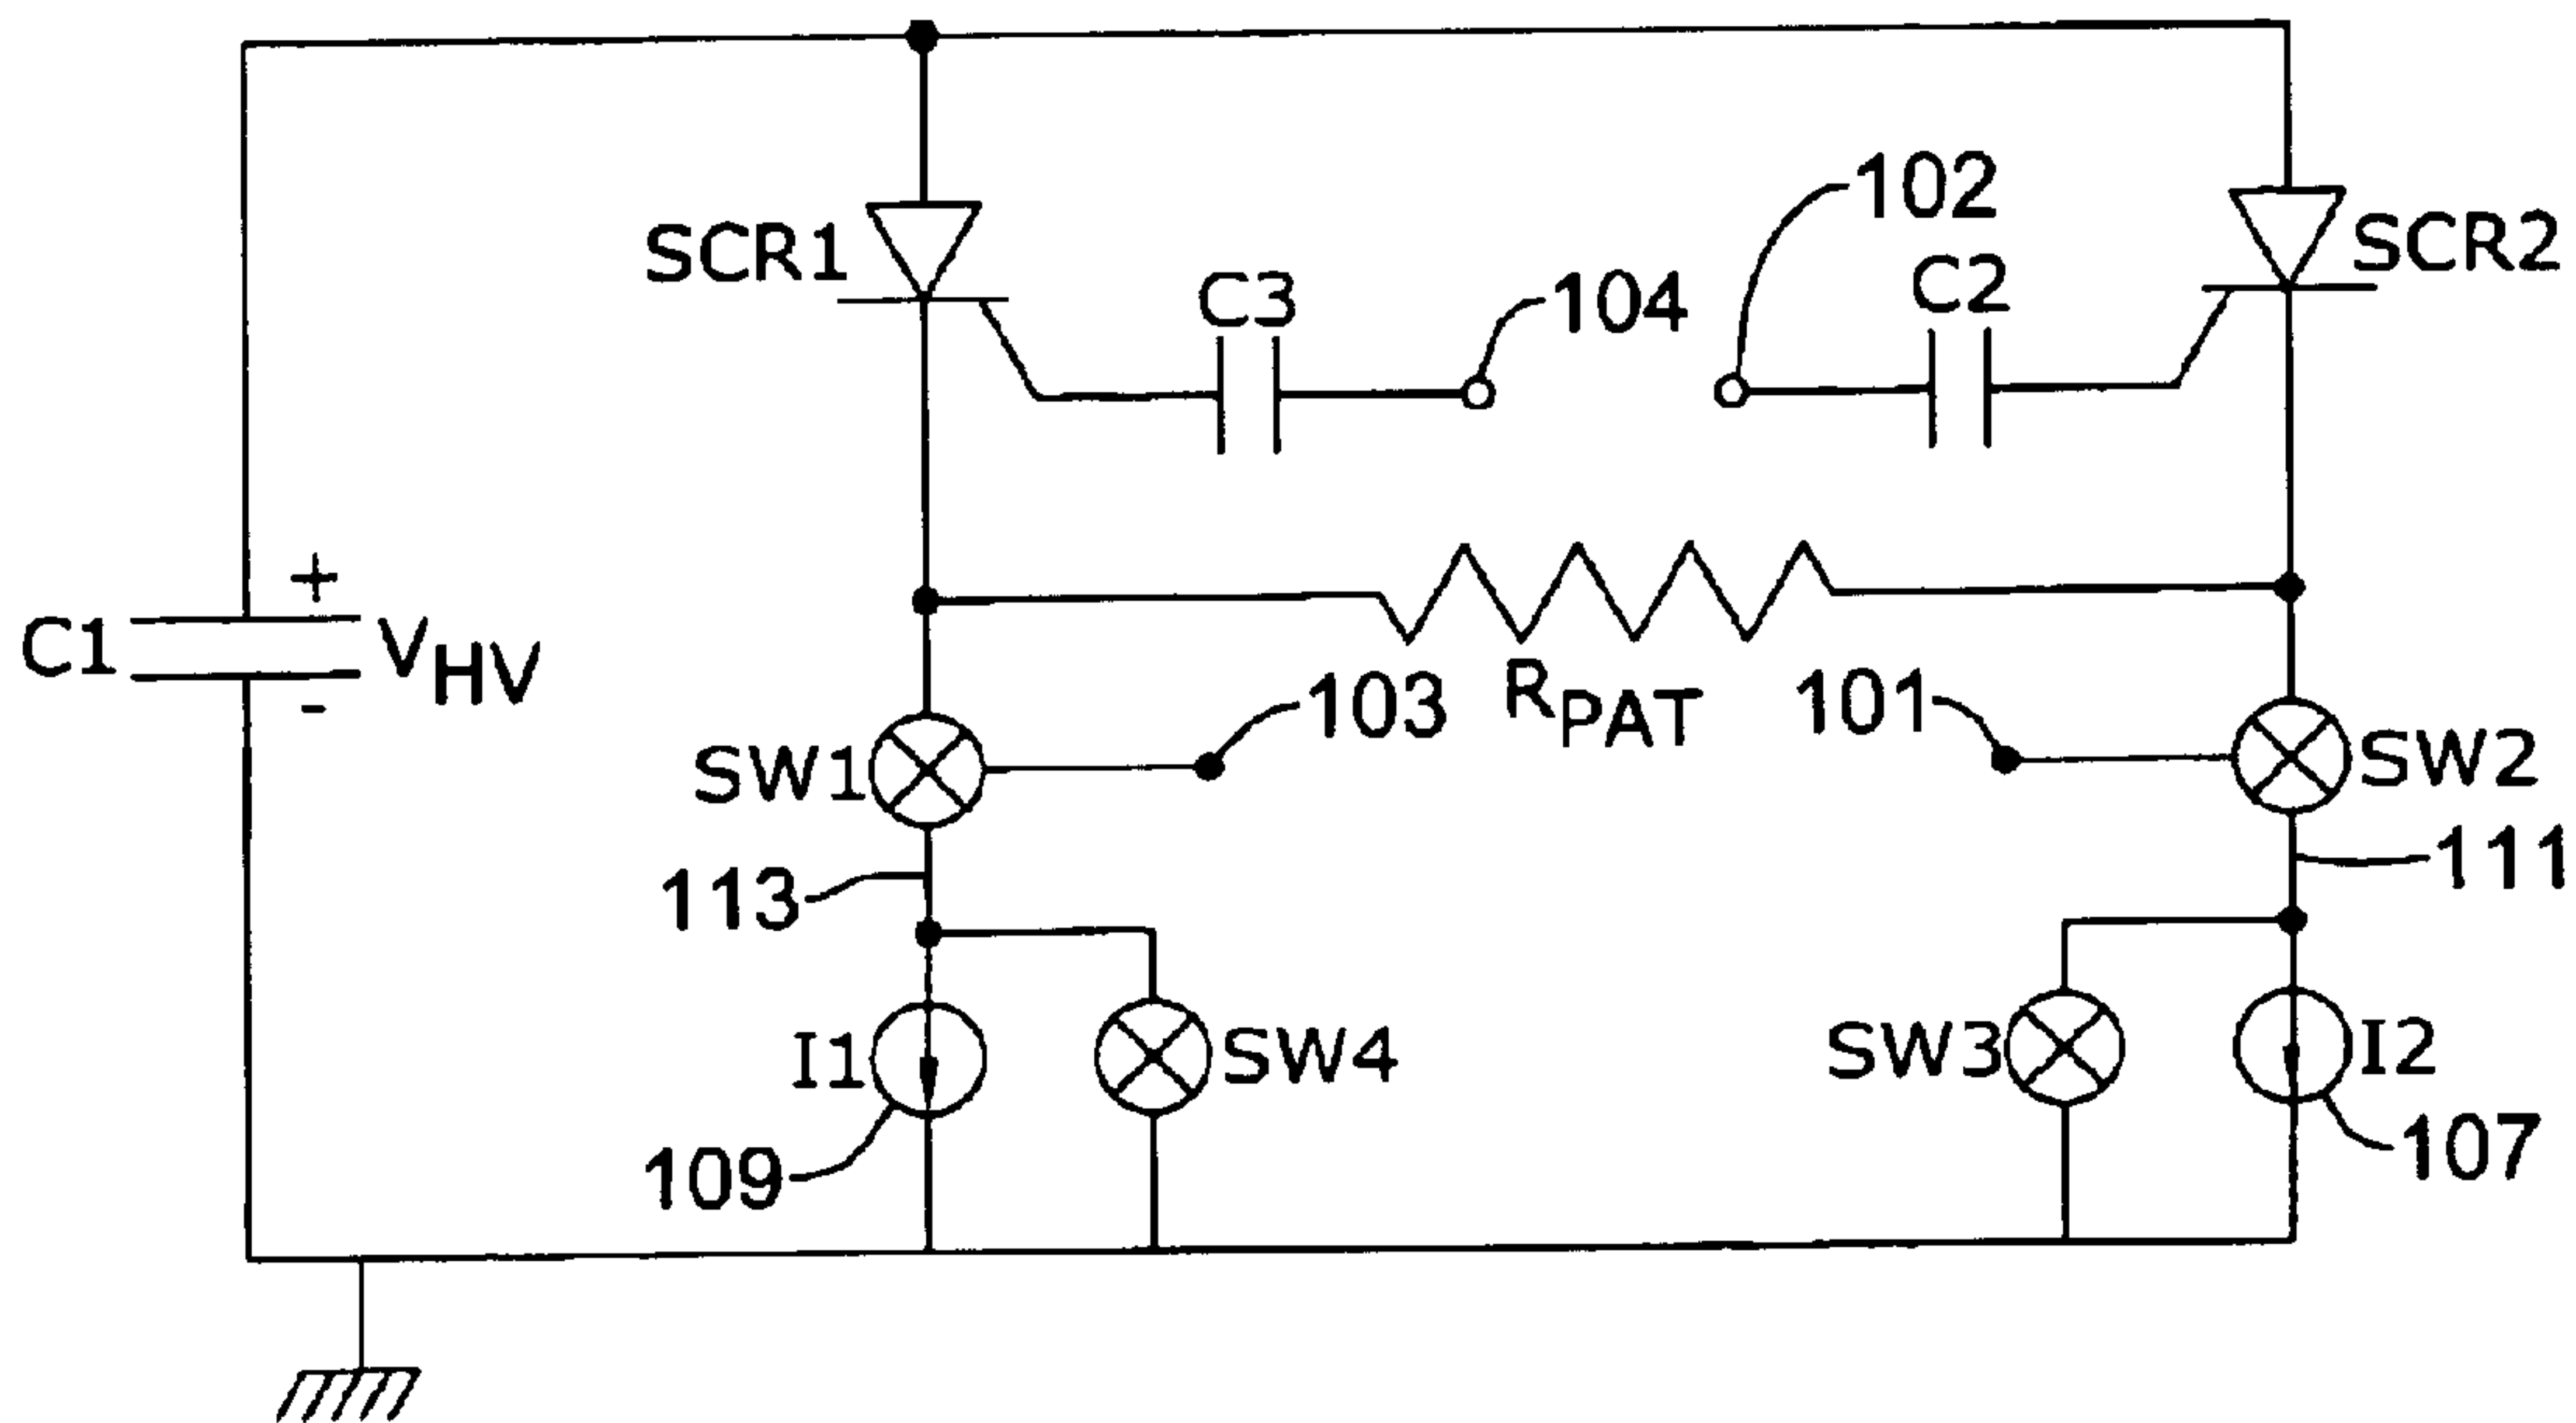 102
SCR1
SCR2
C3
104
C2
+
C1
VHV
-
RPAT
103
101
SW1
SW2
113
111
I1
SW4
SW3
I2
109
107